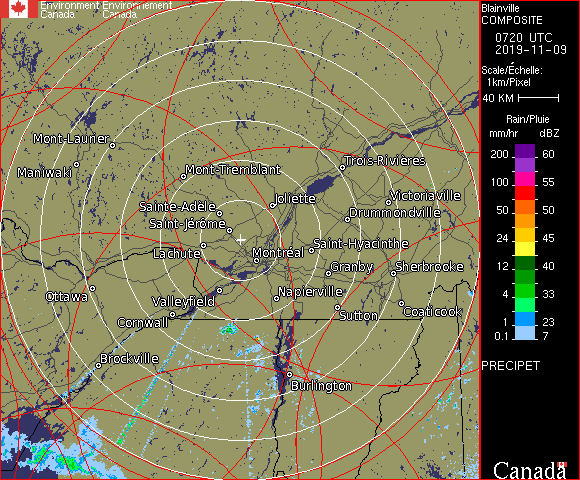 Environment Environnement
Canada Canada
Blainville
COMPOSITE
0720 UTC
2019-11-09
Scale/Échelle:
1km/Pixel
40 KM
Rain/Pluie
mm/hr dBZ
200 60
100 55
50 50
24 45
12 40
4 33
1 23
0.1 7
PRECIPET
Canada
Mont-Laurier
Maniwaki
Mont-Tremblant
Trois-Rivières
Joliette
Victoriaville
Sainte-Adèle
Drummondville
Saint-Jérôme
Lachute
Montréal
Saint-Hyacinthe
Granby
Sherbrooke
Ottawa
Valleyfield
Napierville
Cornwall
Sutton
Coaticook
Brockville
Burlington